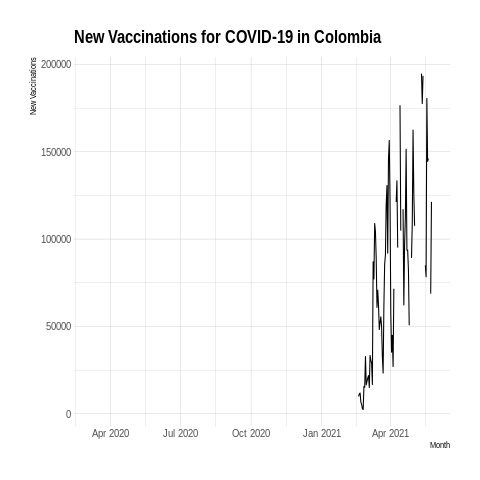 New Vaccinations for COVID-19 in Colombia
New Vaccinations
200000
150000
100000
50000
0
Apr 2020 Jul 2020 Oct 2020 Jan 2021 Apr 2021
Month